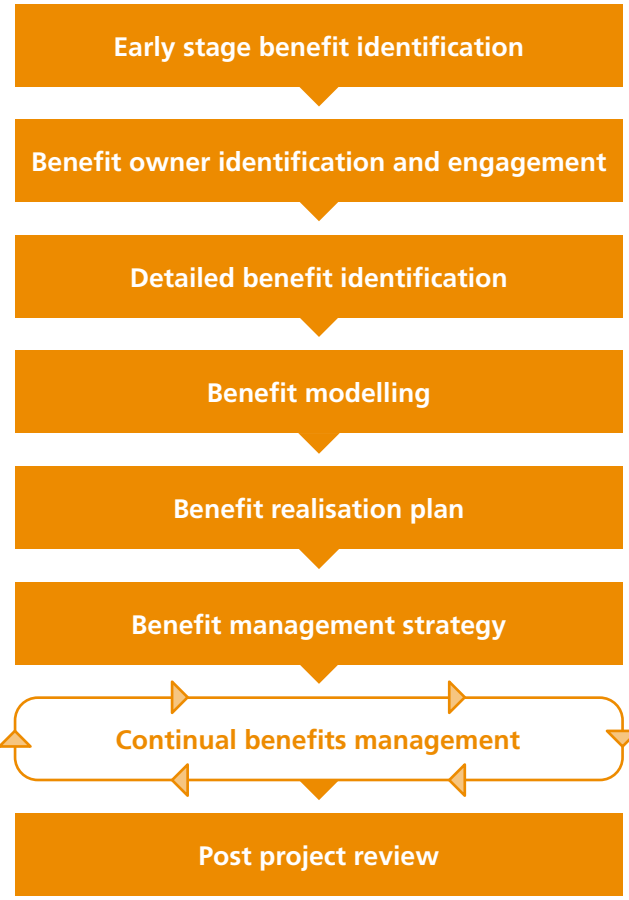 Early stage benefit identification
Benefit owner identification and engagement
Detailed benefit identification
Benefit modelling
Benefit realisation plan
Benefit management strategy
Continual benefits management
Post project review